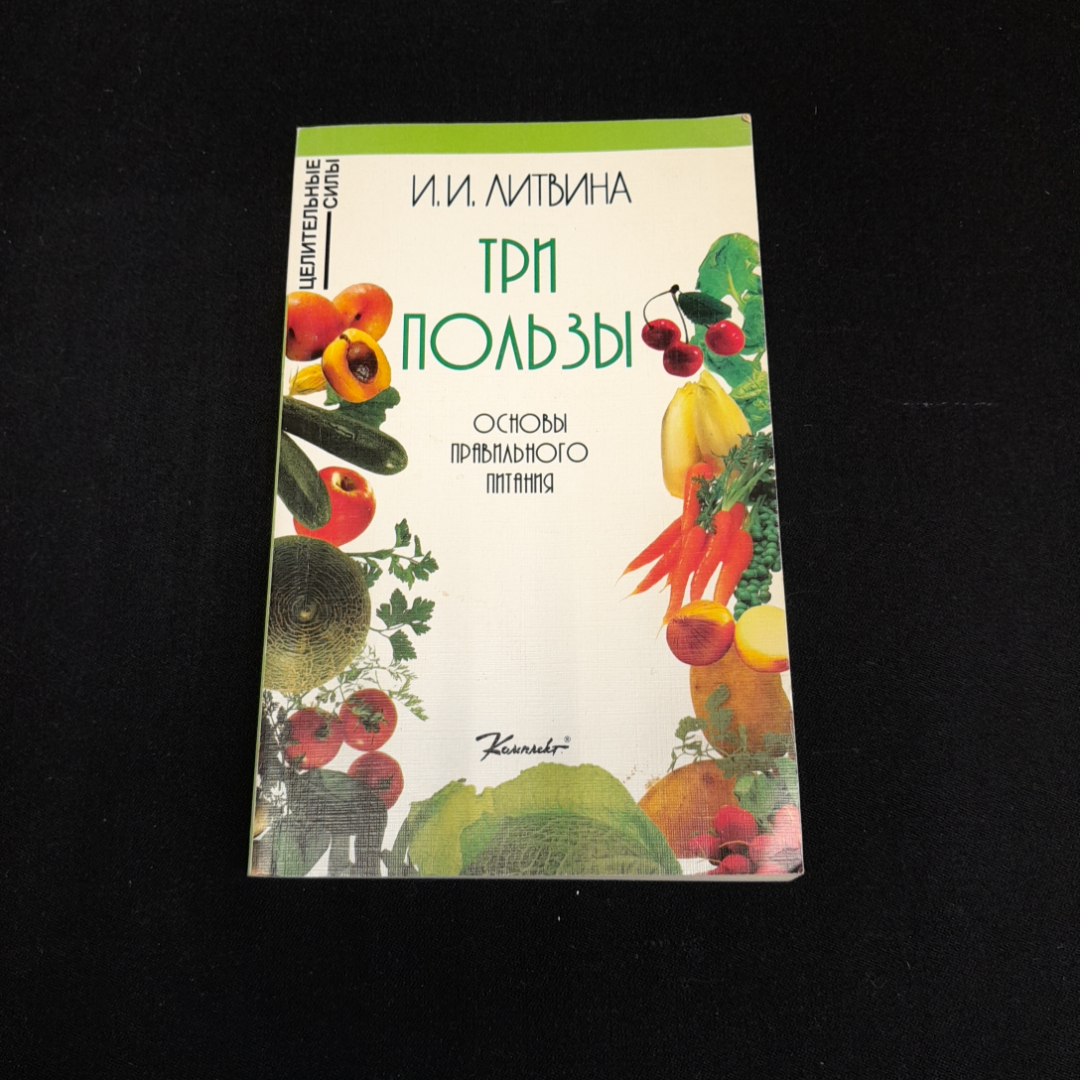 ЦЕЛИТЕЛЬНЫЕ
СИЛЫ
И.И. ЛИТВИНА
ТРИ
ПОЛЬЗЫ
ОСНОВЫ
ПРАВИЛЬНОГО
ПИТАНИЯ
Комплект®